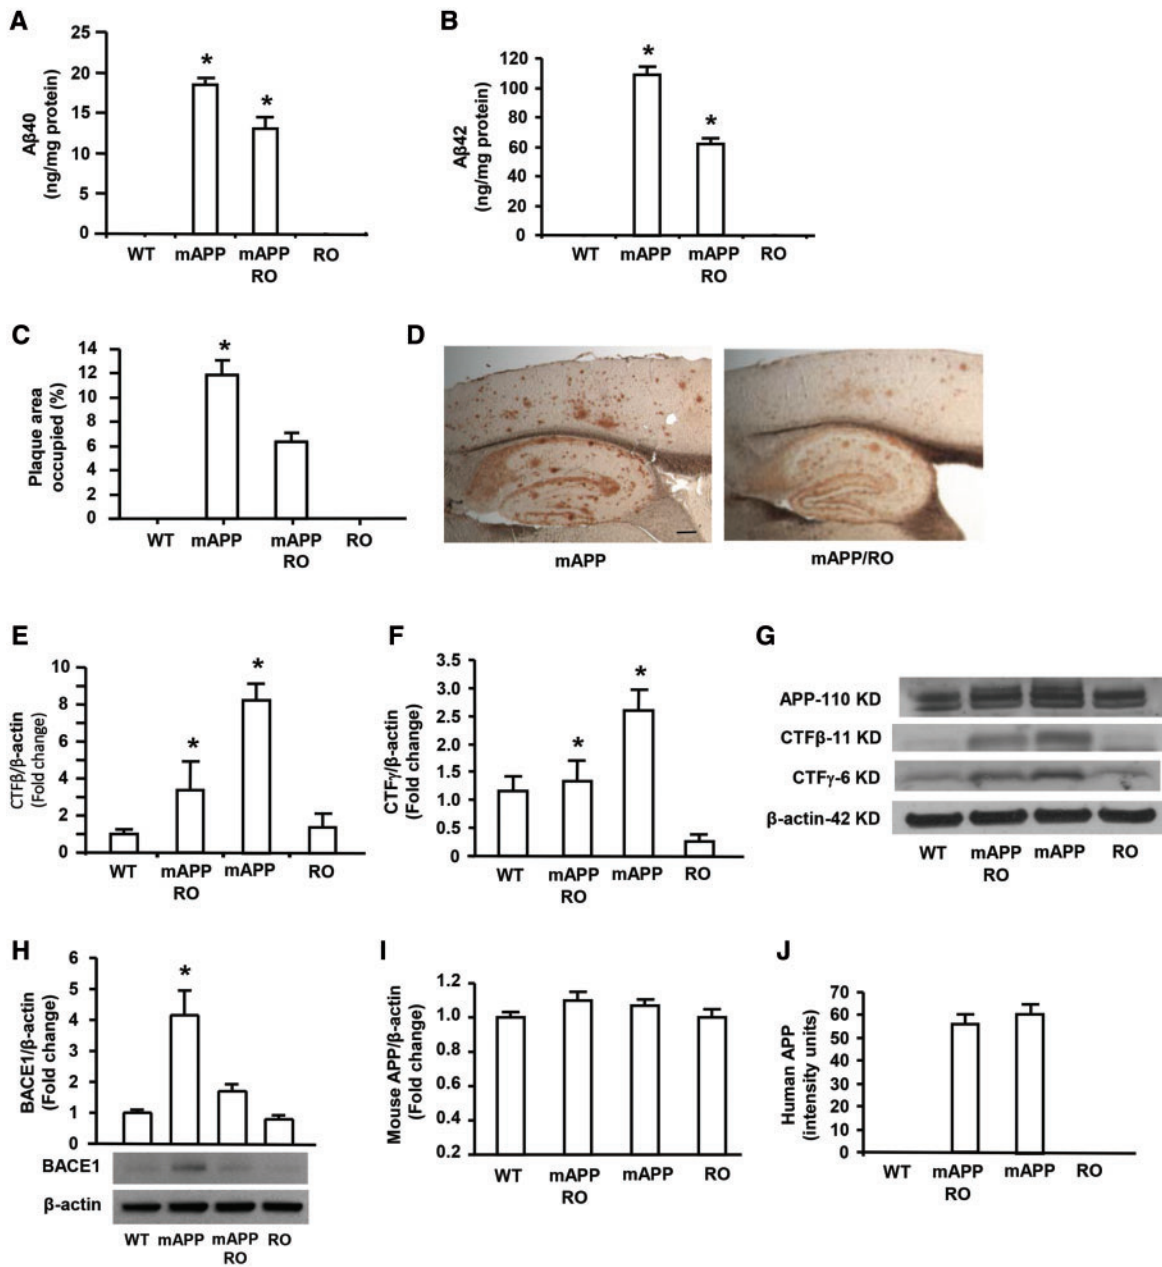 A
Aβ40
(ng/mg protein)
25
20
15
10
5
0
*
*
WT
mAPP
mAPP
RO
RO
B
Aβ42
(ng/mg protein)
120
100
80
60
40
20
0
*
*
WT
mAPP
mAPP
RO
RO
C
Plaque area
occupied (%)
14
12
10
8
6
4
2
0
*
WT
mAPP
mAPP
RO
RO
D
mAPP
mAPP/RO
E
CTFβ/β-actin
(Fold change)
10
8
6
4
2
0
*
*
WT
mAPP
RO
mAPP
RO
F
CTFγ/β-actin
(Fold change)
3.5
3.0
2.5
2.0
1.5
1.0
0.5
0
*
*
WT
mAPP
RO
mAPP
RO
G
APP-110 KD
CTFβ-11 KD
CTFγ-6 KD
β-actin-42 KD
WT
mAPP
RO
mAPP
RO
H
BACE1/β-actin
(Fold change)
6
5
4
3
2
1
0
*
BACE1
β-actin
WT
mAPP
mAPP
RO
RO
I
Mouse APP/β-actin
(Fold change)
1.2
1.0
0.8
0.6
0.4
0.2
WT
mAPP
RO
mAPP
RO
J
Human APP
(intensity units)
70
60
50
40
30
20
10
0
WT
mAPP
RO
mAPP
RO